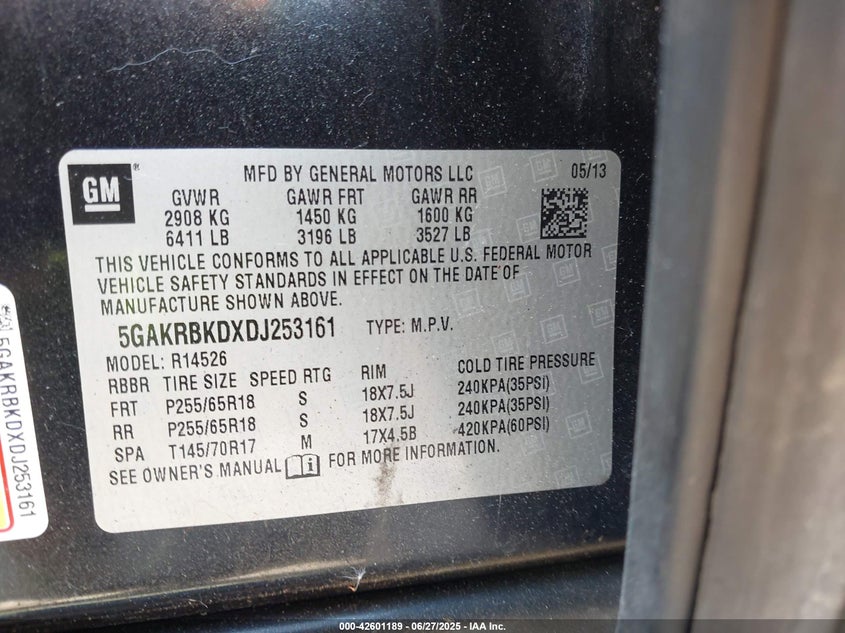 GM ®
MFD BY GENERAL MOTORS LLC 05/13
GVWR GAWR FRT GAWR RR
2908 KG 1450 KG 1600 KG
6411 LB 3196 LB 3527 LB
THIS VEHICLE CONFORMS TO ALL APPLICABLE U.S. FEDERAL MOTOR
VEHICLE SAFETY STANDARDS IN EFFECT ON THE DATE OF
MANUFACTURE SHOWN ABOVE.
5GAKRBKDXDJ253161 TYPE: M.P.V.
MODEL: R14526
RBBR TIRE SIZE SPEED RTG RIM COLD TIRE PRESSURE
FRT P255/65R18 S 18X7.5J 240KPA(35PSI)
RR P255/65R18 S 18X7.5J 240KPA(35PSI)
SPA T145/70R17 M 17X4.5B 420KPA(60PSI)
SEE OWNER'S MANUAL FOR MORE INFORMATION.
5GAKRBKDXDJ253161
000-42601189 - 06/27/2025 - IAA Inc.